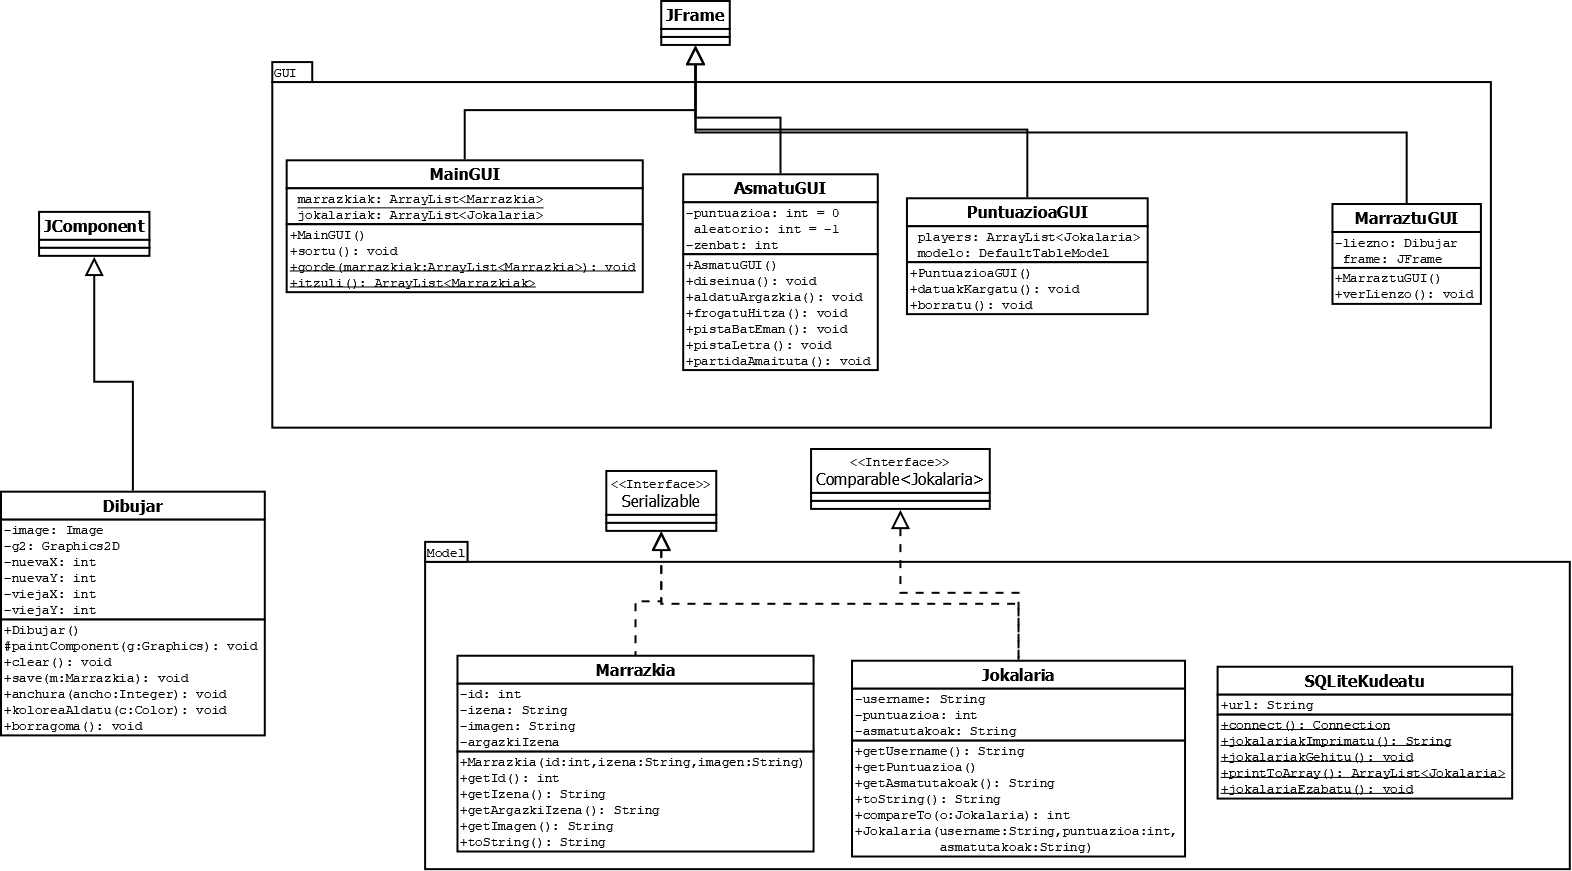 JFrame
GUI
MainGUI
marrazkiak: ArrayList<Marrazkia>
jokalariak: ArrayList<Jokalaria>
+MainGUI()
+sortu(): void
+gorde(marrazkiak:ArrayList<Marrazkia>): void
+itzuli(): ArrayList<Marrazkiak>
AsmatuGUI
-puntuazioa: int = 0
aleatorio: int = -1
-zenbat: int
+AsmatuGUI()
+diseinua(): void
+aldatuArgazkia(): void
+frogatuHitza(): void
+pistaBatEman(): void
+pistaLetra(): void
+partidaAmaituta(): void
PuntuazioaGUI
players: ArrayList<Jokalaria>
modelo: DefaultTableModel
+PuntuazioaGUI()
+datuakKargatu(): void
+borratu(): void
MarraztuGUI
-liezno: Dibujar
frame: JFrame
+MarraztuGUI()
+verLienzo(): void
JComponent
Dibujar
-image: Image
-g2: Graphics2D
-nuevaX: int
-nuevaY: int
-viejaX: int
-viejaY: int
+Dibujar()
#paintComponent(g:Graphics): void
+clear(): void
+save(m:Marrazkia): void
+anchura(ancho:Integer): void
+koloreaAldatu(c:Color): void
+borragoma(): void
<<Interface>>
Serializable
<<Interface>>
Comparable<Jokalaria>
Model
Marrazkia
-id: int
-izena: String
-imagen: String
-argazkiIzena
+Marrazkia(id:int,izena:String,imagen:String)
+getId(): int
+getIzena(): String
+getArgazkiIzena(): String
+getImagen(): String
+toString(): String
Jokalaria
-username: String
-puntuazioa: int
-asmatutakoak: String
+getUsername(): String
+getPuntuazioa()
+getAsmatutakoak(): String
+toString(): String
+compareTo(o:Jokalaria): int
+Jokalaria(username:String,puntuazioa:int,
asmatutakoak:String)
SQLiteKudeatu
+url: String
+connect(): Connection
+jokalariakImprimatu(): String
+jokalariakGehitu(): void
+printToArray(): ArrayList<Jokalaria>
+jokalariaEzabatu(): void